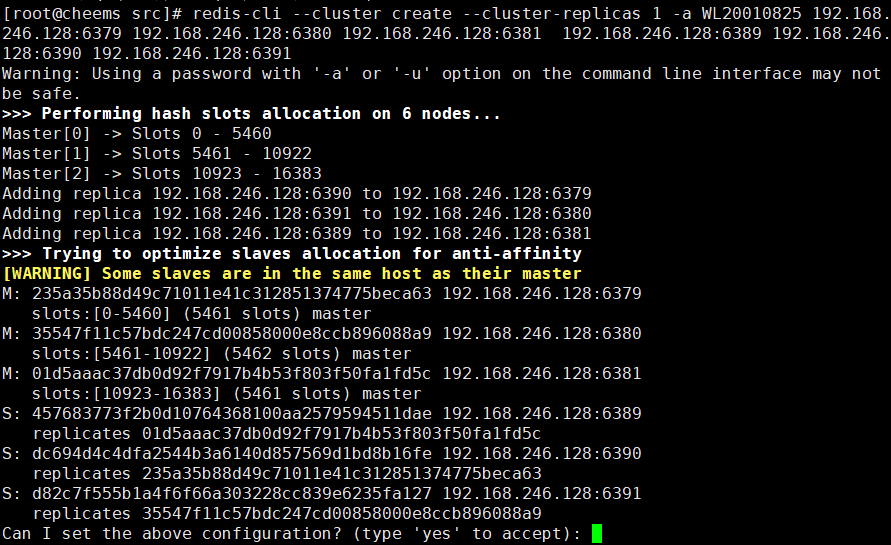 [root@cheems src]# redis-cli --cluster create --cluster-replicas 1 -a WL20010825 192.168.
246.128:6379 192.168.246.128:6380 192.168.246.128:6381  192.168.246.128:6389 192.168.246.
128:6390 192.168.246.128:6391
Warning: Using a password with '-a' or '-u' option on the command line interface may not
be safe.
>>> Performing hash slots allocation on 6 nodes...
Master[0] -> Slots 0 - 5460
Master[1] -> Slots 5461 - 10922
Master[2] -> Slots 10923 - 16383
Adding replica 192.168.246.128:6390 to 192.168.246.128:6379
Adding replica 192.168.246.128:6391 to 192.168.246.128:6380
Adding replica 192.168.246.128:6389 to 192.168.246.128:6381
>>> Trying to optimize slaves allocation for anti-affinity
[WARNING] Some slaves are in the same host as their master
M: 235a35b88d49c71011e41c312851374775beca63 192.168.246.128:6379
   slots:[0-5460] (5461 slots) master
M: 35547f11c57bdc247cd00858000e8ccb896088a9 192.168.246.128:6380
   slots:[5461-10922] (5462 slots) master
M: 01d5aaac37db0d92f7917b4b53f803f50fa1fd5c 192.168.246.128:6381
   slots:[10923-16383] (5461 slots) master
S: 457683773f2b0d10764368100aa2579594511dae 192.168.246.128:6389
   replicates 01d5aaac37db0d92f7917b4b53f803f50fa1fd5c
S: dc694d4c4dfa2544b3a6140d857569d1bd8b16fe 192.168.246.128:6390
   replicates 235a35b88d49c71011e41c312851374775beca63
S: d82c7f555b1a4f6f66a303228cc839e6235fa127 192.168.246.128:6391
   replicates 35547f11c57bdc247cd00858000e8ccb896088a9
Can I set the above configuration? (type 'yes' to accept):